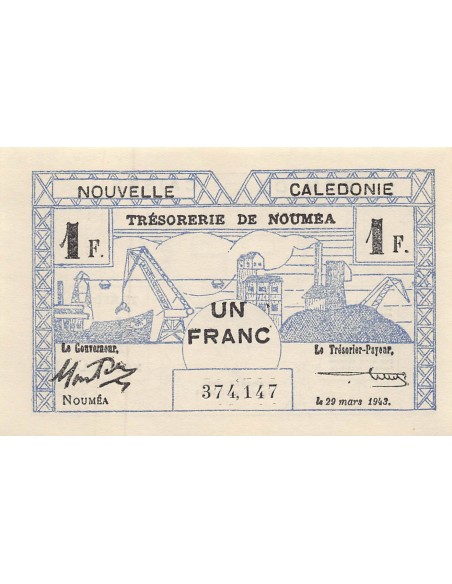 NOUVELLE CALEDONIE
TRÉSORERIE DE NOUMÉA
1 F. 1 F.
UN
FRANC
Le Gouverneur. Le Trésorier-Payeur.
374,147
NOUMÉA le 29 mars 1943.